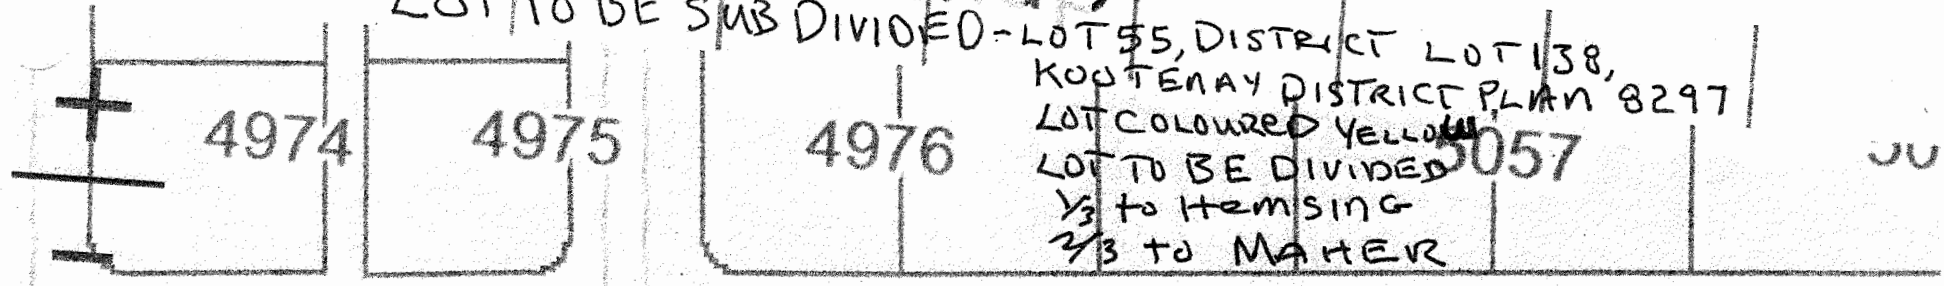 LOT TO BE SUB DIVIDED - LOT 55, DISTRICT LOT 138,
KOOTENAY DISTRICT PLAN 8297
LOT COLOURED YELLOW
LOT TO BE DIVIDED
1/3 to Hemsing
2/3 to MAHER
4974 4975 4976 5057